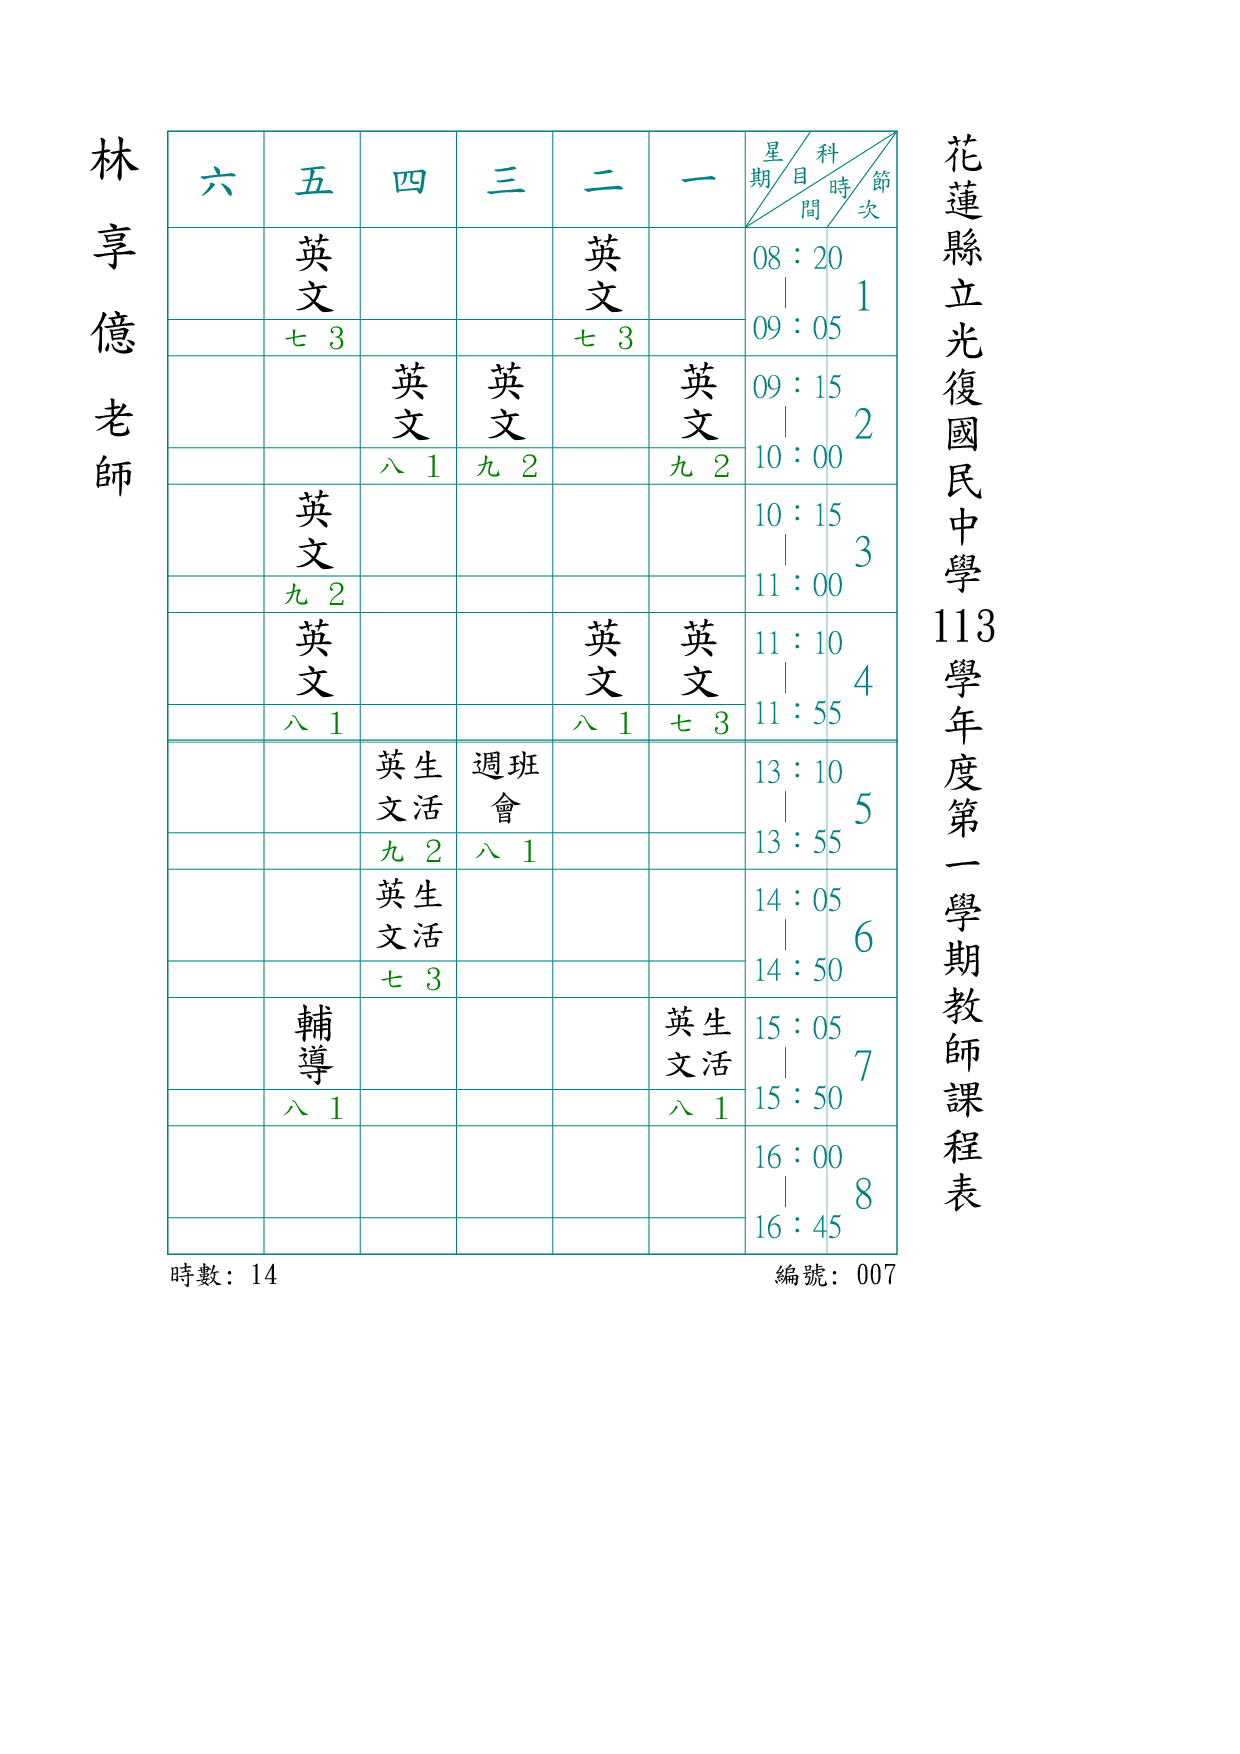 花蓮縣立光復國民中學113學年度第一學期教師課程表
林享億老師
六 五 四 三 二 一 星期 科目 時間 節次
英文 英文 08：20｜09：05 1
七 3 七 3
英文 英文 英文 09：15｜10：00 2
八 1 九 2 九 2
英文 10：15｜11：00 3
九 2
英文 英文 英文 11：10｜11：55 4
八 1 八 1 七 3
英文生活 週班會 13：10｜13：55 5
九 2 八 1
英文生活 14：05｜14：50 6
七 3
輔導 英文生活 15：05｜15：50 7
八 1 八 1
16：00｜16：45 8
時數: 14 編號: 007